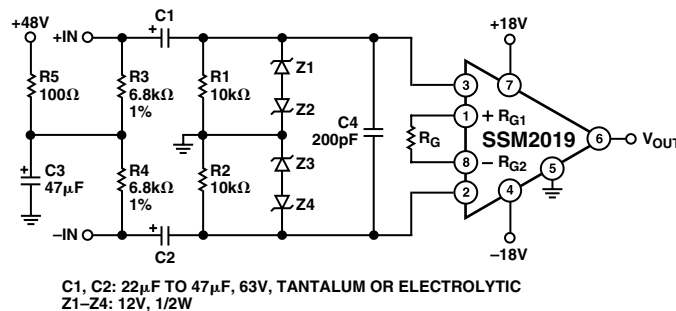 +48V
+IN
C1
+
+18V
R5
100Ω
R3
6.8kΩ
1%
R1
10kΩ
Z1
Z2
C4
200pF
3
7
1
+ RG1
RG
SSM2019
6
VOUT
8
– RG2
5
2
4
+
C3
47μF
R4
6.8kΩ
1%
R2
10kΩ
Z3
Z4
–IN
+
C2
–18V
C1, C2: 22μF TO 47μF, 63V, TANTALUM OR ELECTROLYTIC
Z1–Z4: 12V, 1/2W